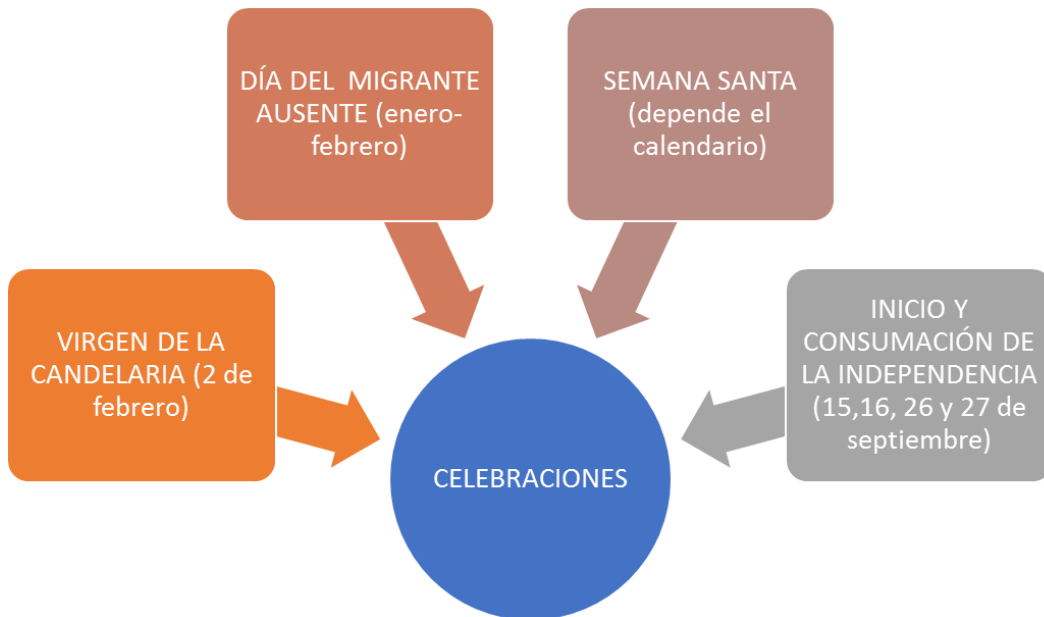 DÍA DEL MIGRANTE
AUSENTE (enero-
febrero)
SEMANA SANTA
(depende el
calendario)
VIRGEN DE LA
CANDELARIA (2 de
febrero)
INICIO Y
CONSUMACIÓN DE
LA INDEPENDENCIA
(15,16, 26 y 27 de
septiembre)
CELEBRACIONES